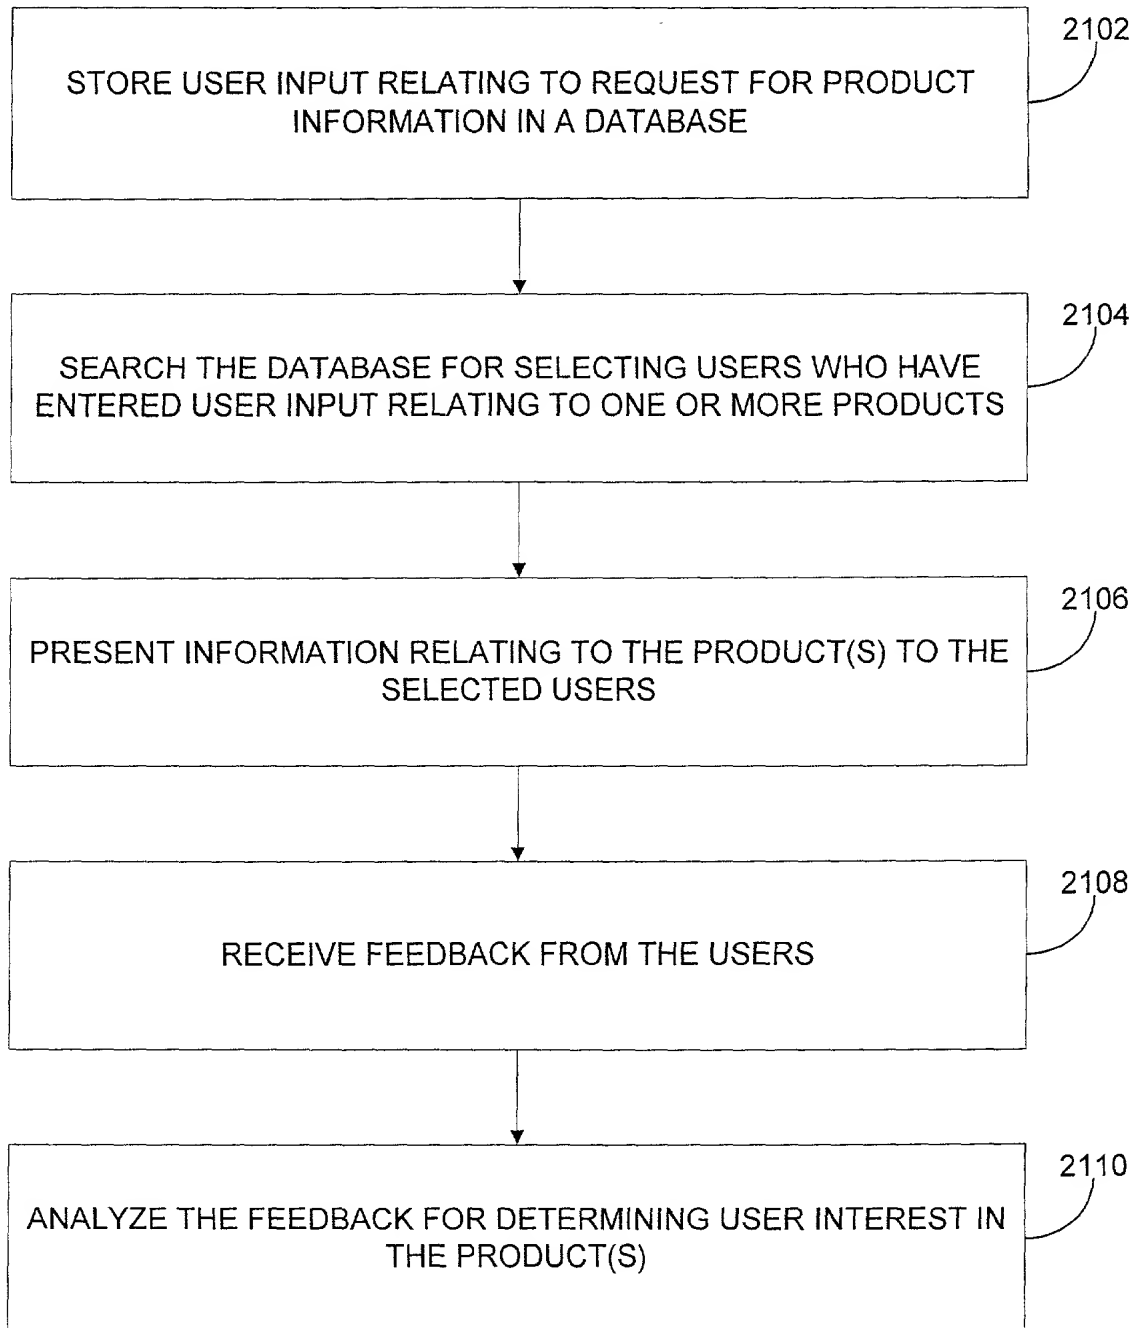 2102
STORE USER INPUT RELATING TO REQUEST FOR PRODUCT
INFORMATION IN A DATABASE
2104
SEARCH THE DATABASE FOR SELECTING USERS WHO HAVE
ENTERED USER INPUT RELATING TO ONE OR MORE PRODUCTS
2106
PRESENT INFORMATION RELATING TO THE PRODUCT(S) TO THE
SELECTED USERS
2108
RECEIVE FEEDBACK FROM THE USERS
2110
ANALYZE THE FEEDBACK FOR DETERMINING USER INTEREST IN
THE PRODUCT(S)